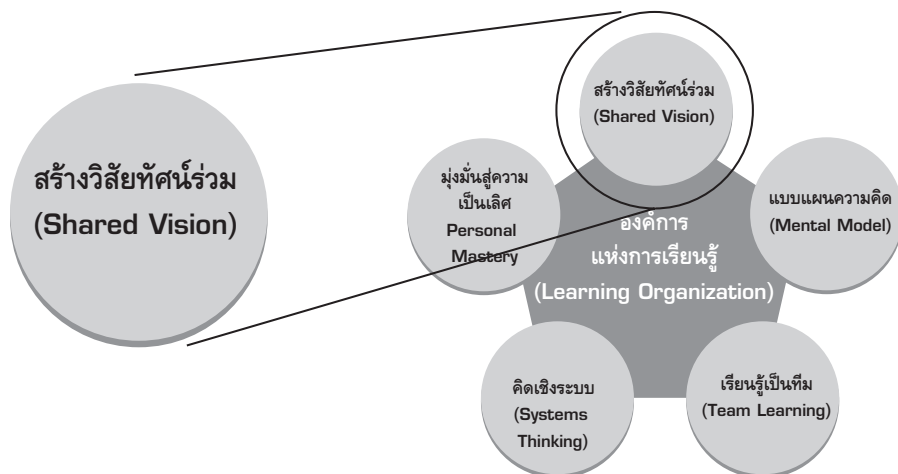 สร้างวิสัยทัศน์ร่วม
(Shared Vision)
สร้างวิสัยทัศน์ร่วม
(Shared Vision)
มุ่งมั่นสู่ความ
เป็นเลิศ
Personal
Mastery
แบบแผนความคิด
(Mental Model)
องค์การ
แห่งการเรียนรู้
(Learning Organization)
คิดเชิงระบบ
(Systems
Thinking)
เรียนรู้เป็นทีม
(Team Learning)